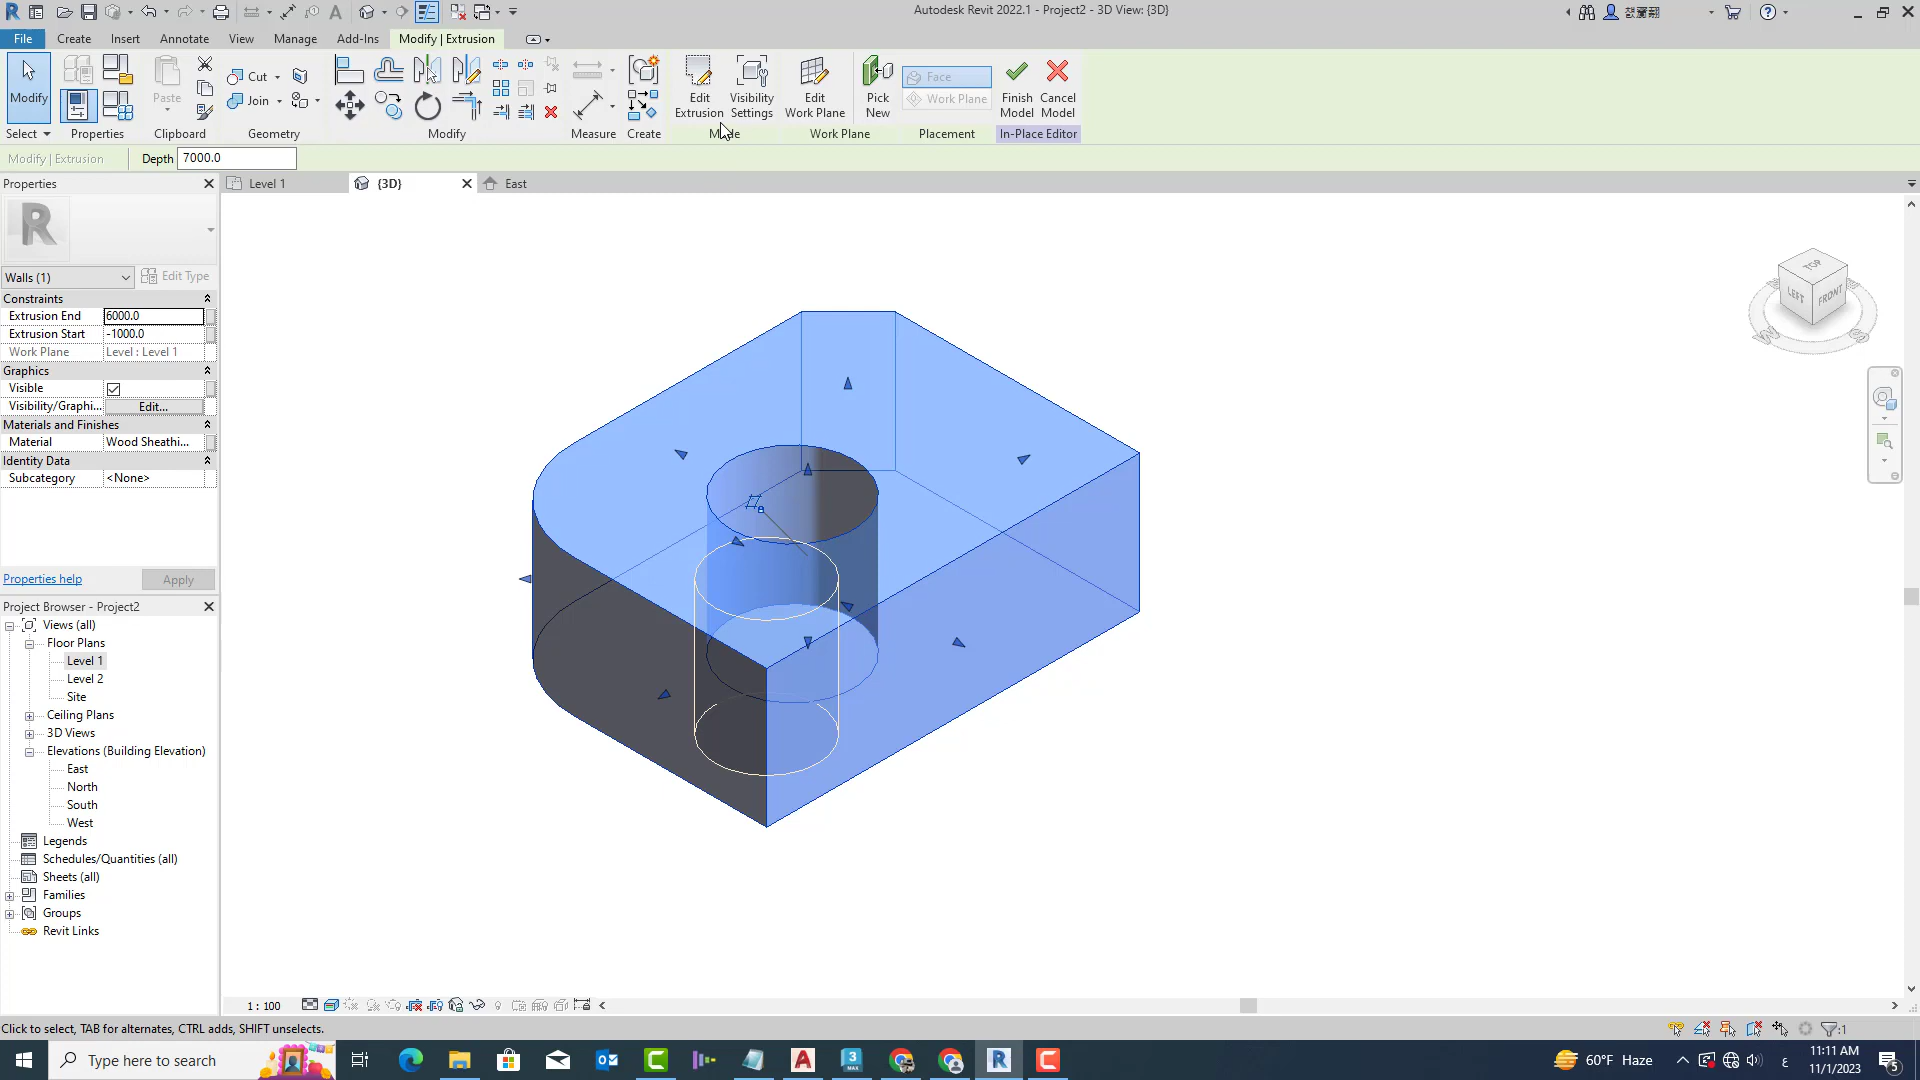 Autodesk Revit 2022.1 - Project2 - 3D View: {3D}
File
Create
Insert
Annotate
View
Manage
Add-Ins
Modify | Extrusion
Modify
Select
Properties
Paste
Clipboard
Cut
Join
Geometry
Modify
Measure
Create
Edit
Extrusion
Visibility
Settings
Edit
Work Plane
Work Plane
Pick
New
Face
Work Plane
Placement
Finish
Model
Cancel
Model
In-Place Editor
Modify | Extrusion
Depth
7000.0
Properties
Level 1
{3D}
East
Walls (1)
Edit Type
Constraints
Extrusion End 6000.0
Extrusion Start -1000.0
Work Plane Level : Level 1
Graphics
Visible
Visibility/Graphi... Edit...
Materials and Finishes
Material Wood Sheathi...
Identity Data
Subcategory <None>
Properties help
Apply
Project Browser - Project2
Views (all)
Floor Plans
Level 1
Level 2
Site
Ceiling Plans
3D Views
Elevations (Building Elevation)
East
North
South
West
Legends
Schedules/Quantities (all)
Sheets (all)
Families
Groups
Revit Links
TOP
LEFT
FRONT
1 : 100
Click to select, TAB for alternates, CTRL adds, SHIFT unselects.
:1
Type here to search
60°F Haze
ع
11:11 AM
11/1/2023
5